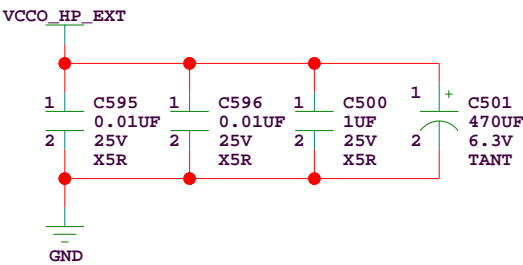 VCCO_HP_EXT
1 C595
0.01UF
2 25V
X5R
1 C596
0.01UF
2 25V
X5R
1 C500
1UF
2 25V
X5R
1 + C501
470UF
2 6.3V
TANT
GND